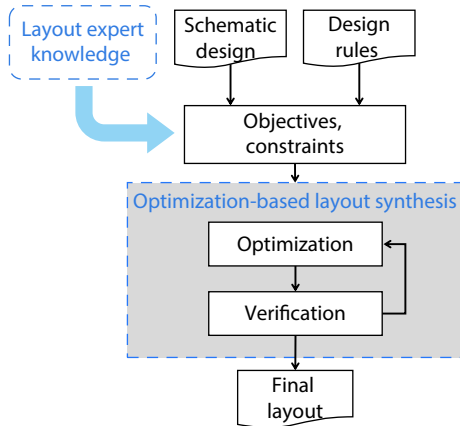 Layout expert
knowledge
Schematic
design
Design
rules
Objectives,
constraints
Optimization-based layout synthesis
Optimization
Verification
Final
layout